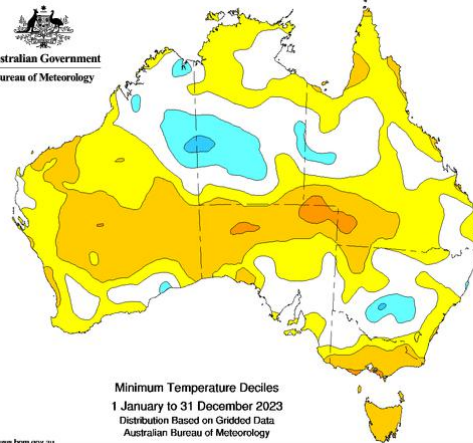 stralian Government
ureau of Meteorology
Minimum Temperature Deciles
1 January to 31 December 2023
Distribution Based on Gridded Data
Australian Bureau of Meteorology